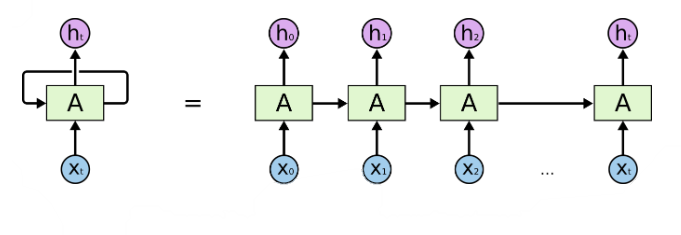 hₜ h₀ h₁ h₂ hₜ
A = A A A A
xₜ x₀ x₁ x₂ ... xₜ